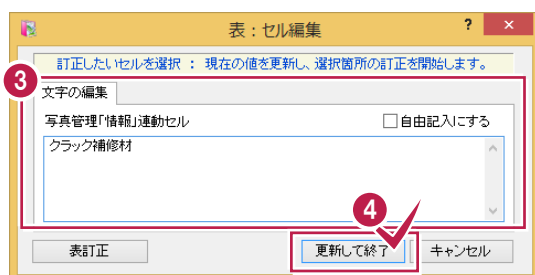 表：セル編集
? ×
訂正したいセルを選択 ： 現在の値を更新し、選択箇所の訂正を開始します。
3
文字の編集
写真管理「情報」連動セル
自由記入にする
クラック補修材
4
表訂正
更新して終了
キャンセル